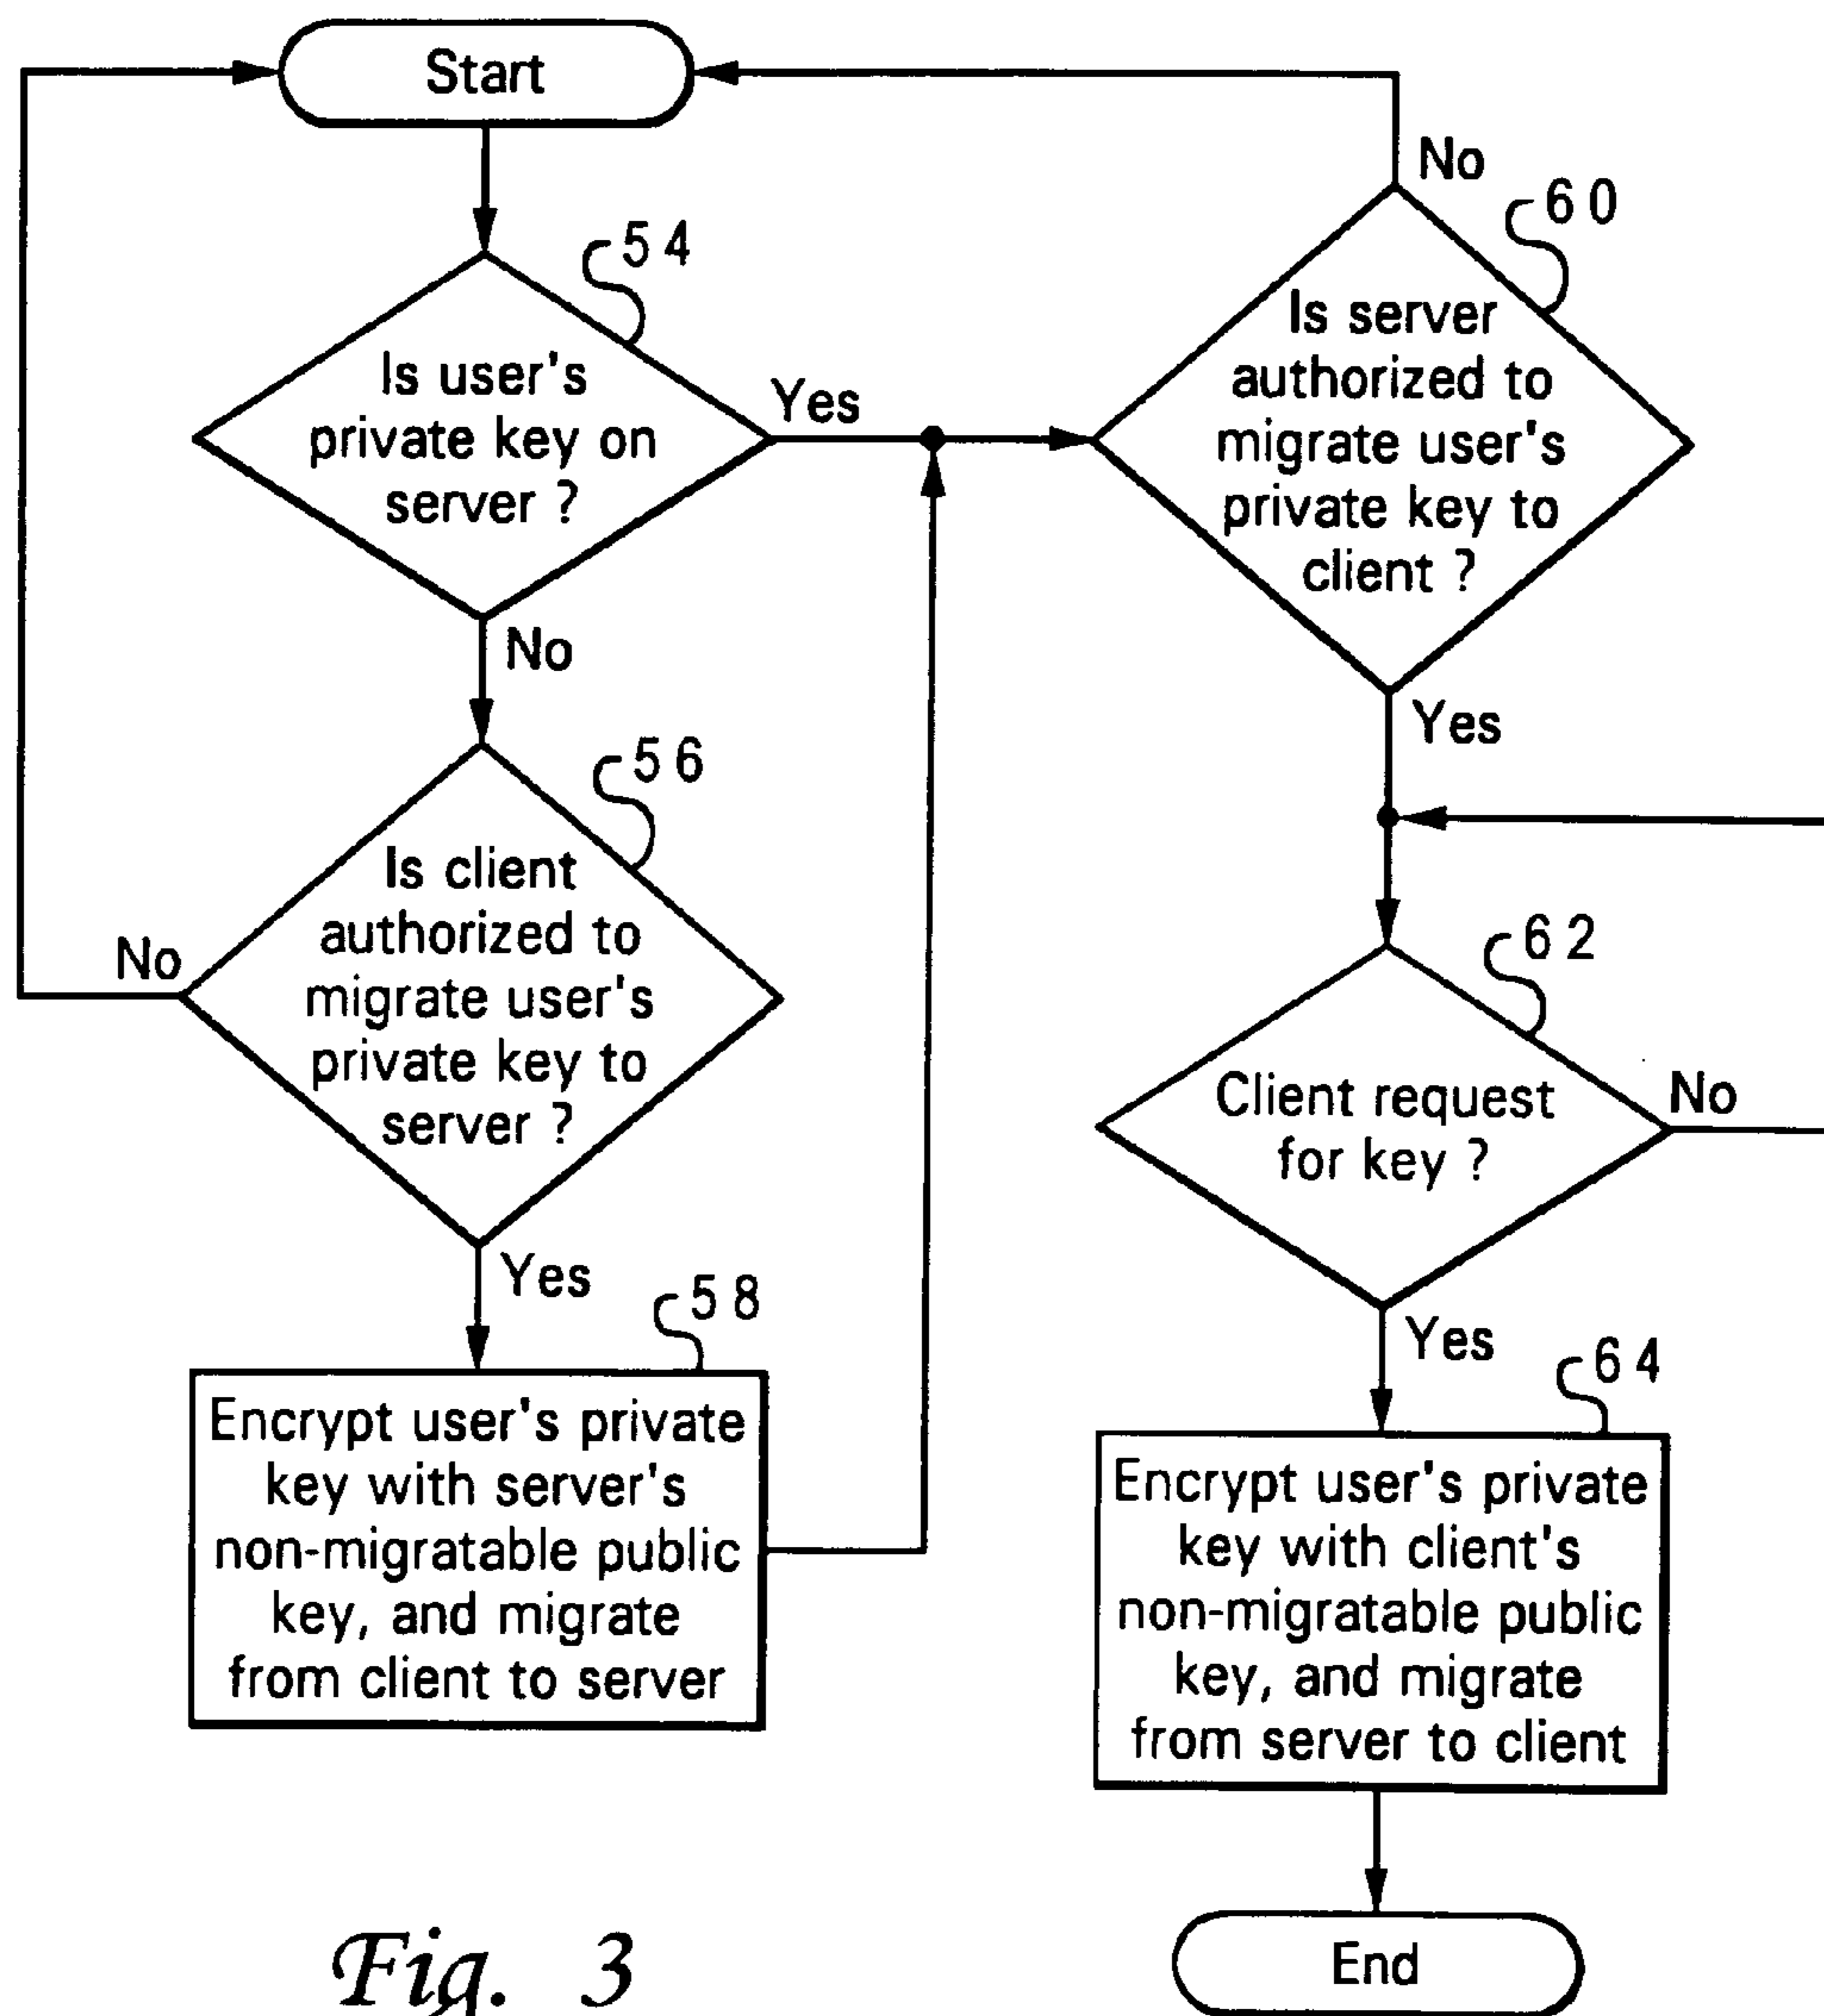 Start
54
Is user's
private key on
server ?
Yes
No
56
Is client
authorized to
migrate user's
private key to
server ?
No
Yes
58
Encrypt user's private
key with server's
non-migratable public
key, and migrate
from client to server
60
No
Is server
authorized to
migrate user's
private key to
client ?
Yes
62
Client request
for key ?
No
Yes
64
Encrypt user's private
key with client's
non-migratable public
key, and migrate
from server to client
End
Fig. 3